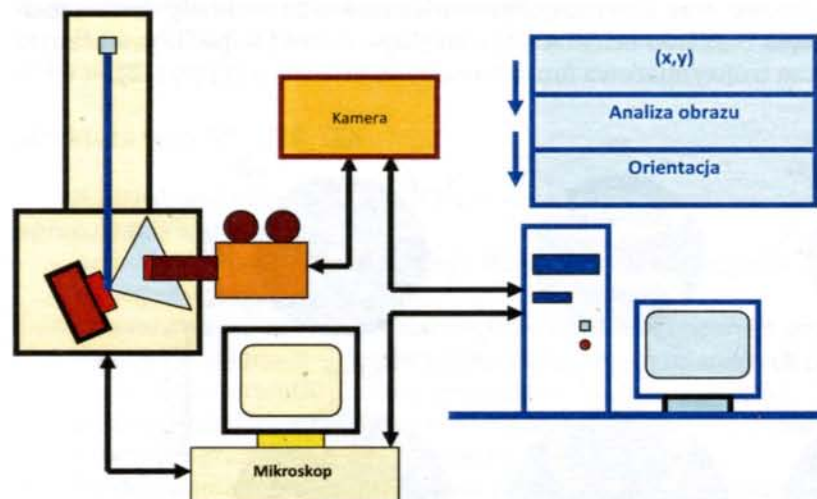 (x,y)
Kamera
Analiza obrazu
Orientacja
Mikroskop